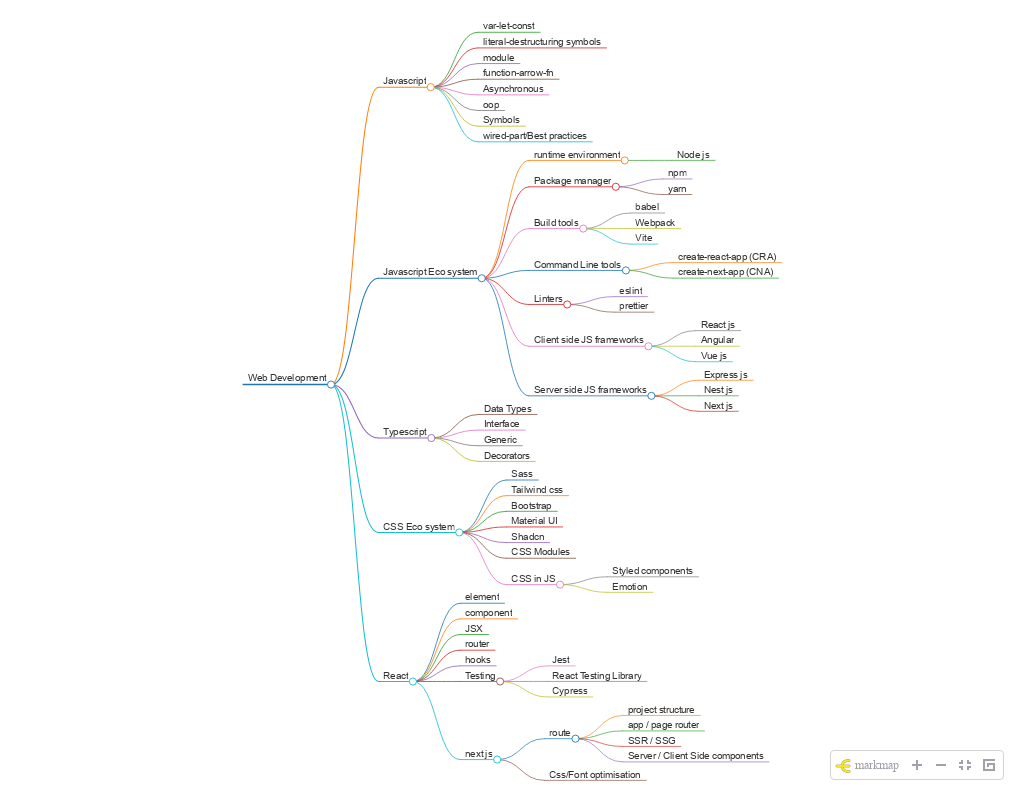 var-let-const
literal-destructuring symbols
module
function-arrow-fn
Javascript
Asynchronous
oop
Symbols
wired-part/Best practices
runtime environment
Node js
Package manager
npm
yarn
Build tools
babel
Webpack
Vite
Javascript Eco system
Command Line tools
create-react-app (CRA)
create-next-app (CNA)
Linters
eslint
prettier
Client side JS frameworks
React js
Angular
Vue js
Web Development
Server side JS frameworks
Express js
Nest js
Next js
Typescript
Data Types
Interface
Generic
Decorators
CSS Eco system
Sass
Tailwind css
Bootstrap
Material UI
Shadcn
CSS Modules
CSS in JS
Styled components
Emotion
React
element
component
JSX
router
hooks
Testing
Jest
React Testing Library
Cypress
next js
route
project structure
app / page router
SSR / SSG
Server / Client Side components
Css/Font optimisation
markmap